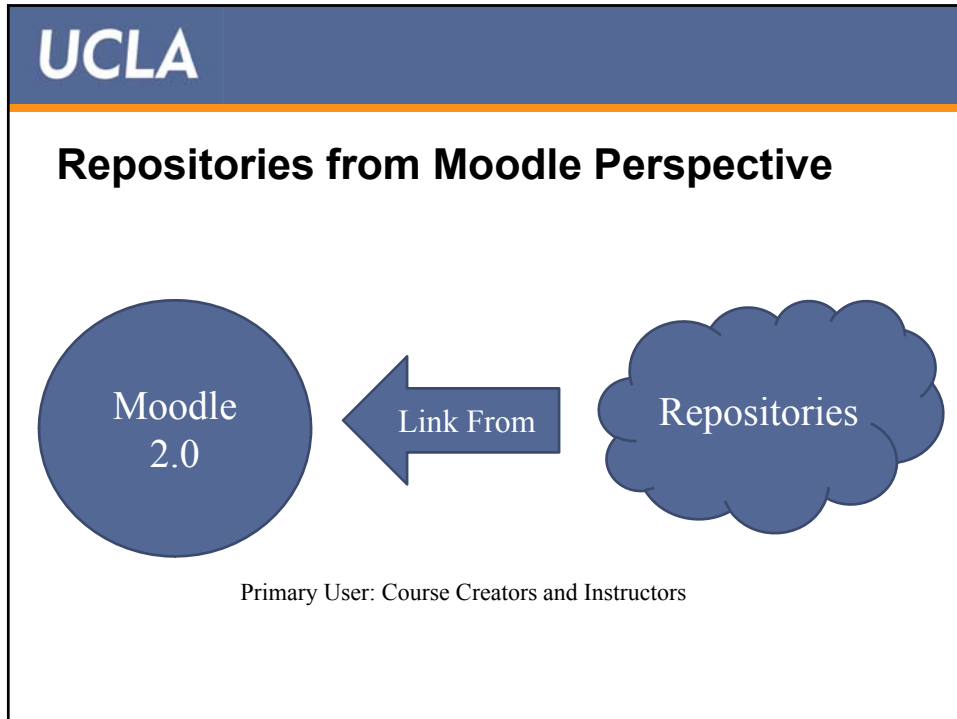 UCLA
Repositories from Moodle Perspective
Moodle
2.0
Link From
Repositories
Primary User: Course Creators and Instructors